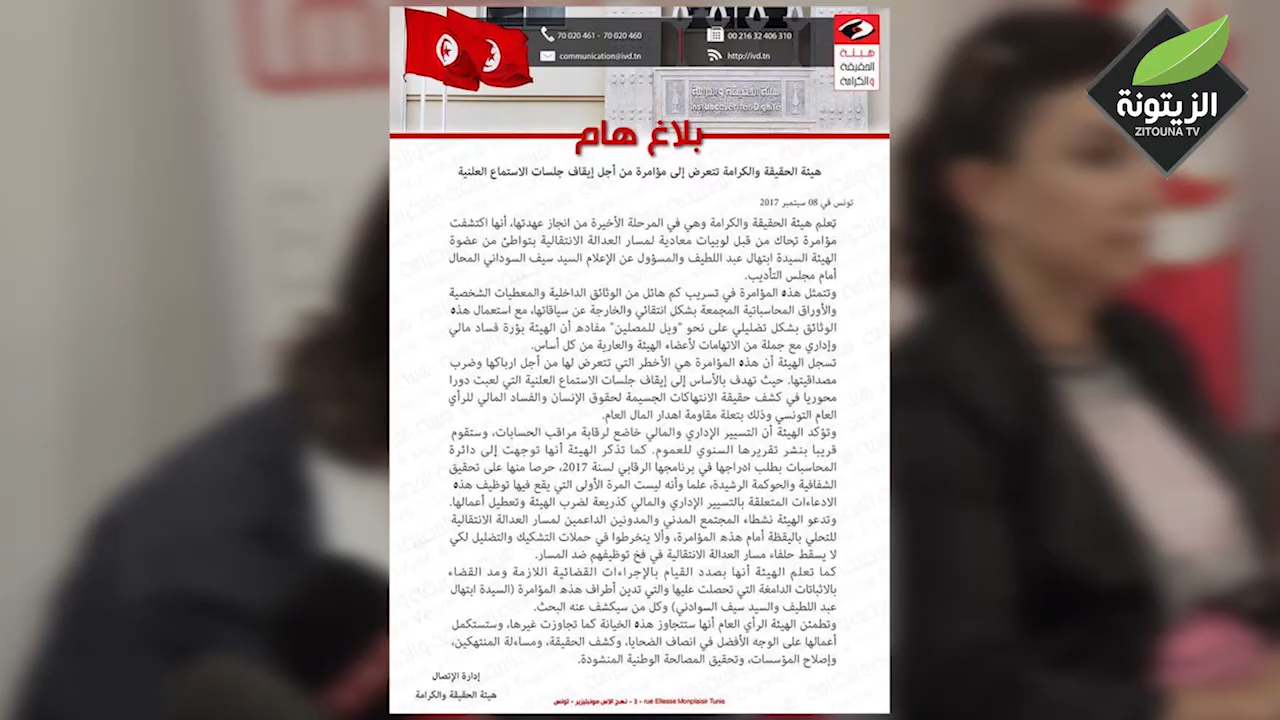 70 020 461 - 70 020 460
00 216 32 406 310
communication@ivd.tn
http://ivd.tn
هيئة
الحقيقة
والكرامة
الزيتونة
ZITOUNA TV
هيئة الحقيقة والكرامة
Instance Vérité & Dignité
بلاغ هام
هيئة الحقيقة والكرامة تتعرض إلى مؤامرة من أجل إيقاف جلسات الاستماع العلنية
تونس في 08 سبتمبر 2017
تعلم هيئة الحقيقة والكرامة وهي في المرحلة الأخيرة من انجاز عهدتها، أنها اكتشفت
مؤامرة تحاك من قبل لوبيات معادية لمسار العدالة الانتقالية بتواطئ من عضوة
الهيئة السيدة ابتهال عبد اللطيف والمسؤول عن الإعلام السيد سيف السوداني المحال
أمام مجلس التأديب.
وتتمثل هذه المؤامرة في تسريب كم هائل من الوثائق الداخلية والمعطيات الشخصية
والأوراق المحاسباتية المجمعة بشكل انتقائي والخارجة عن سياقاتها، مع استعمال هذه
الوثائق بشكل تضليلي على نحو "ويل للمصلين" مفاده أن الهيئة بؤرة فساد مالي
وإداري مع جملة من الاتهامات لأعضاء الهيئة والعارية من كل أساس.
تسجل الهيئة أن هذه المؤامرة هي الأخطر التي تتعرض لها من أجل ارباكها وضرب
مصداقيتها. حيث تهدف بالأساس إلى إيقاف جلسات الاستماع العلنية التي لعبت دورا
محوريا في كشف حقيقة الانتهاكات الجسيمة لحقوق الإنسان والفساد المالي للرأي
العام التونسي وذلك بتعلة مقاومة اهدار المال العام.
وتؤكد الهيئة أن التسيير الإداري والمالي خاضع لرقابة مراقب الحسابات، وستقوم
قريبا بنشر تقريرها السنوي للعموم. كما تذكر الهيئة أنها توجهت إلى دائرة
المحاسبات بطلب ادراجها في برنامجها الرقابي لسنة 2017، حرصا منها على تحقيق
الشفافية والحوكمة الرشيدة، علما وأنه ليست المرة الأولى التي يقع فيها توظيف هذه
الادعاءات المتعلقة بالتسيير الإداري والمالي كذريعة لضرب الهيئة وتعطيل أعمالها.
وتدعو الهيئة نشطاء المجتمع المدني والمدونين الداعمين لمسار العدالة الانتقالية
للتحلي باليقظة أمام هذه المؤامرة، وألا ينخرطوا في حملات التشكيك والتضليل لكي
لا يسقط حلفاء مسار العدالة الانتقالية في فخ توظيفهم ضد المسار.
كما تعلم الهيئة أنها بصدد القيام بالإجراءات القضائية اللازمة ومد القضاء
بالاثباتات الدامغة التي تحصلت عليها والتي تدين أطراف هذه المؤامرة (السيدة ابتهال
عبد اللطيف والسيد سيف السوادني) وكل من سيكشف عنه البحث.
وتطمئن الهيئة الرأي العام أنها ستتجاوز هذه الخيانة كما تجاوزت غيرها، وستستكمل
أعمالها على الوجه الأفضل في انصاف الضحايا، وكشف الحقيقة، ومساءلة المنتهكين،
وإصلاح المؤسسات، وتحقيق المصالحة الوطنية المنشودة.
إدارة الإتصال
هيئة الحقيقة والكرامة
rue Ellesse Monplaisir Tunis - 3 - نهج الاس مونبليزير - تونس